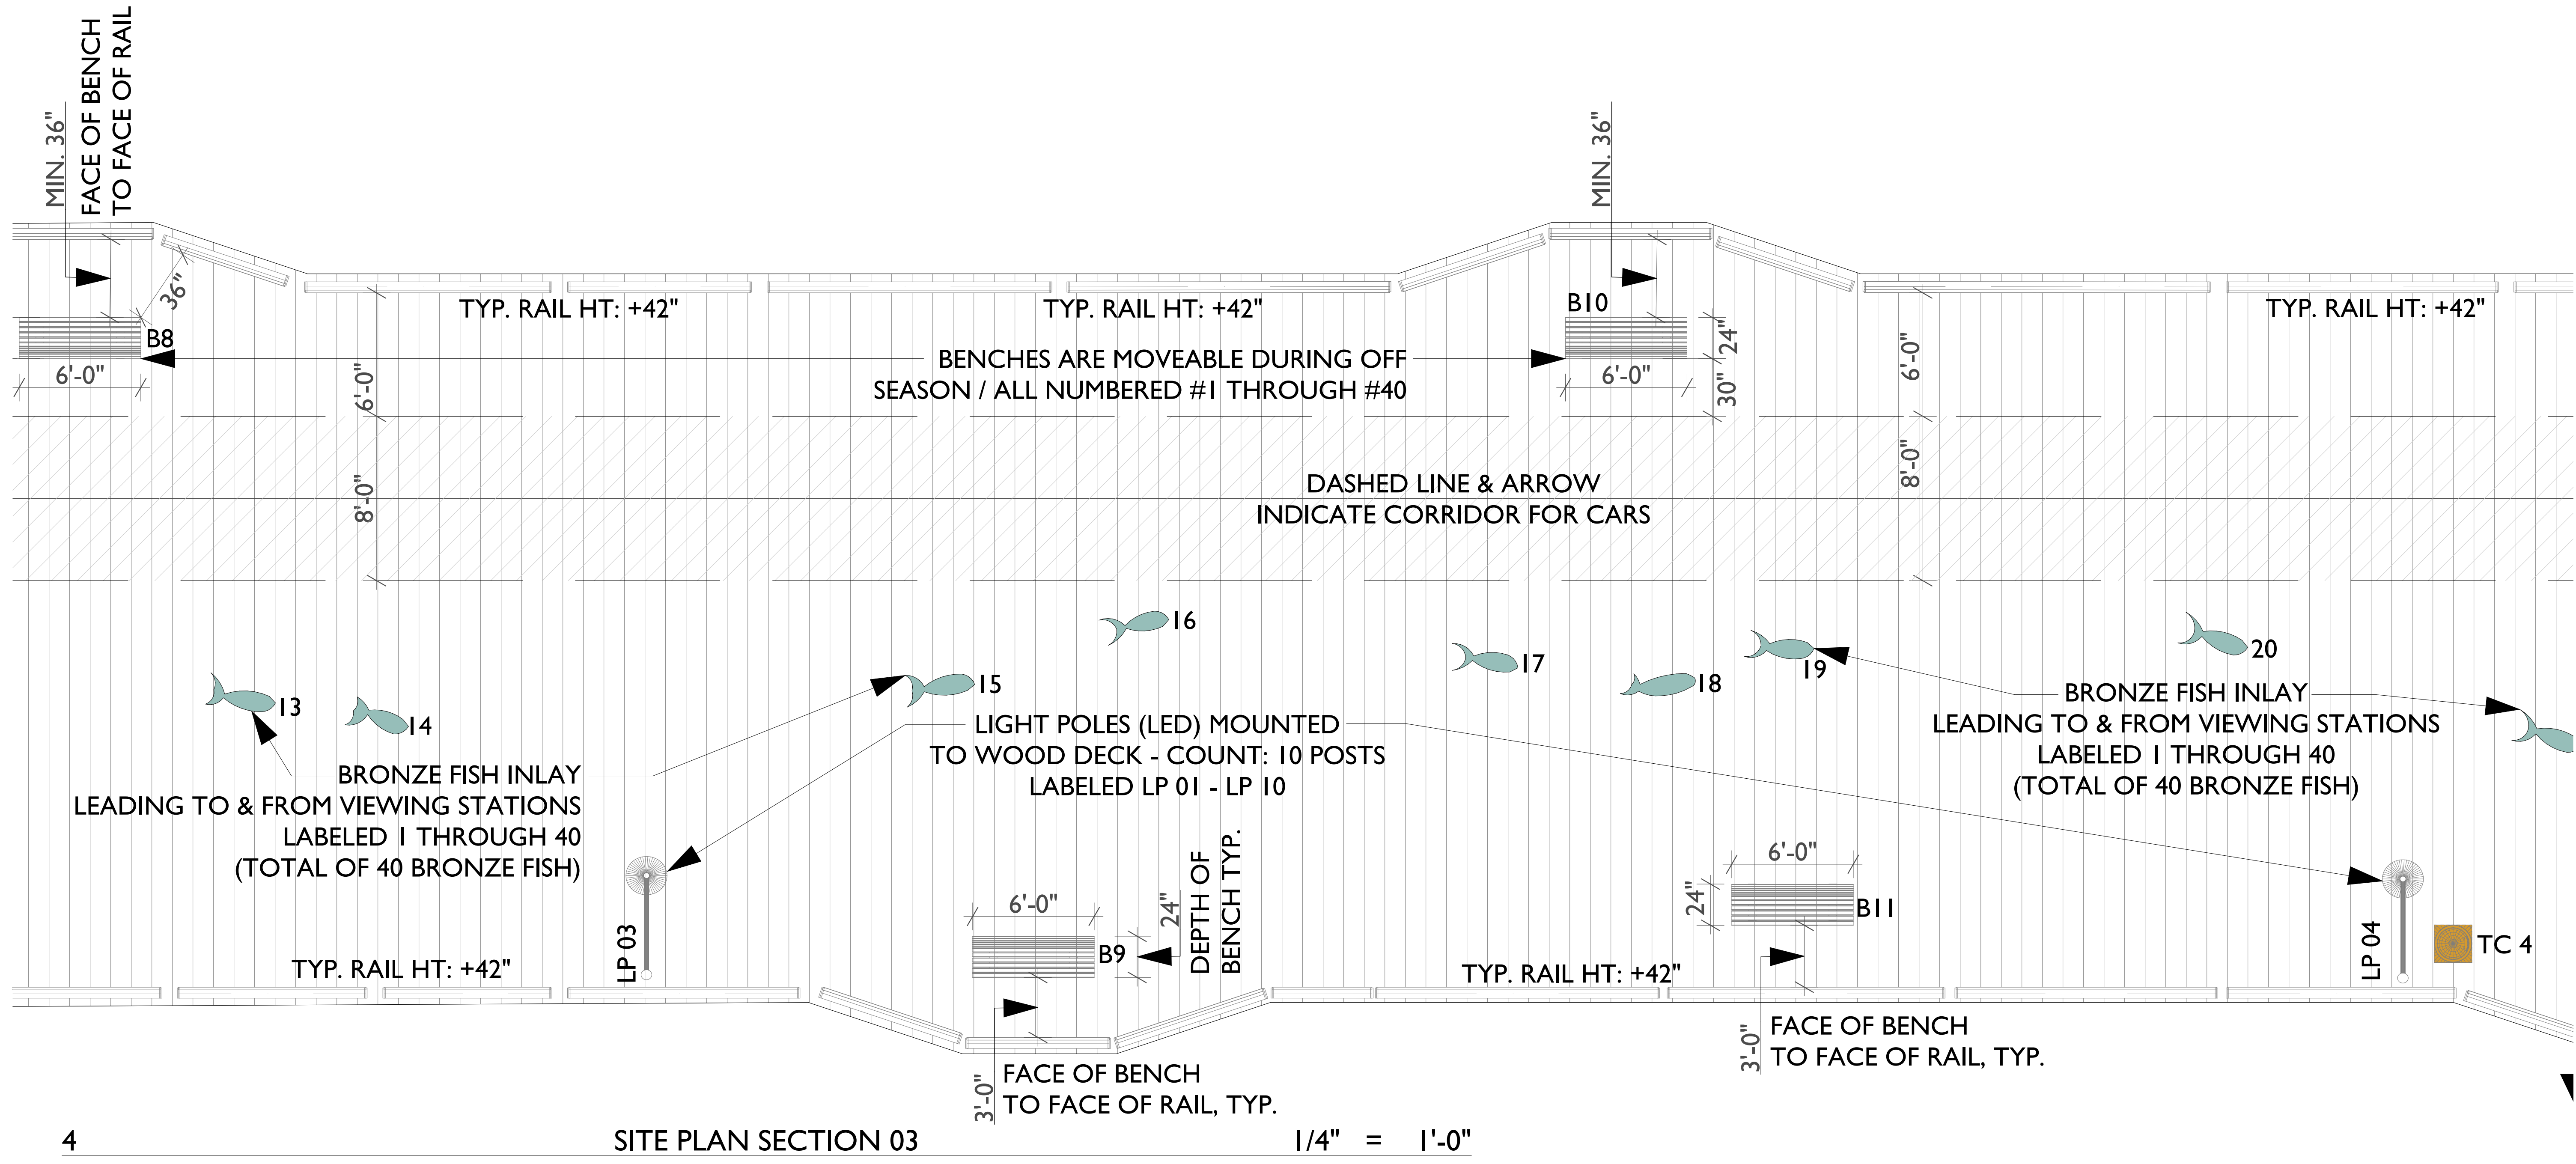 MIN. 36"
FACE OF BENCH
TO FACE OF RAIL
MIN. 36"
36"
B8
6'-0"
TYP. RAIL HT: +42"
TYP. RAIL HT: +42"
B10
24"
30"
6'-0"
TYP. RAIL HT: +42"
6'-0"
8'-0"
6'-0"
8'-0"
BENCHES ARE MOVEABLE DURING OFF
SEASON / ALL NUMBERED #1 THROUGH #40
DASHED LINE & ARROW
INDICATE CORRIDOR FOR CARS
13
14
15
16
17
18
19
20
BRONZE FISH INLAY
LEADING TO & FROM VIEWING STATIONS
LABELED 1 THROUGH 40
(TOTAL OF 40 BRONZE FISH)
LIGHT POLES (LED) MOUNTED
TO WOOD DECK - COUNT: 10 POSTS
LABELED LP 01 - LP 10
BRONZE FISH INLAY
LEADING TO & FROM VIEWING STATIONS
LABELED 1 THROUGH 40
(TOTAL OF 40 BRONZE FISH)
LP 03
TYP. RAIL HT: +42"
6'-0"
B9
24"
DEPTH OF
BENCH TYP.
6'-0"
24"
B11
TYP. RAIL HT: +42"
LP 04
TC 4
3'-0"
FACE OF BENCH
TO FACE OF RAIL, TYP.
3'-0"
FACE OF BENCH
TO FACE OF RAIL, TYP.
4 SITE PLAN SECTION 03 1/4" = 1'-0"